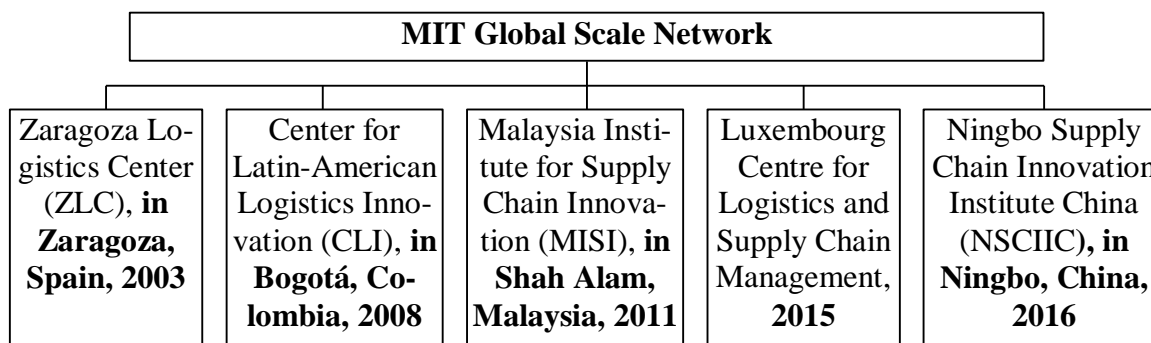 MIT Global Scale Network
Zaragoza Lo-
gistics Center
(ZLC), in
Zaragoza,
Spain, 2003
Center for
Latin-American
Logistics Inno-
vation (CLI), in
Bogotá, Co-
lombia, 2008
Malaysia Insti-
tute for Supply
Chain Innova-
tion (MISI), in
Shah Alam,
Malaysia, 2011
Luxembourg
Centre for
Logistics and
Supply Chain
Management,
2015
Ningbo Supply
Chain Innovation
Institute China
(NSCIIC), in
Ningbo, China,
2016